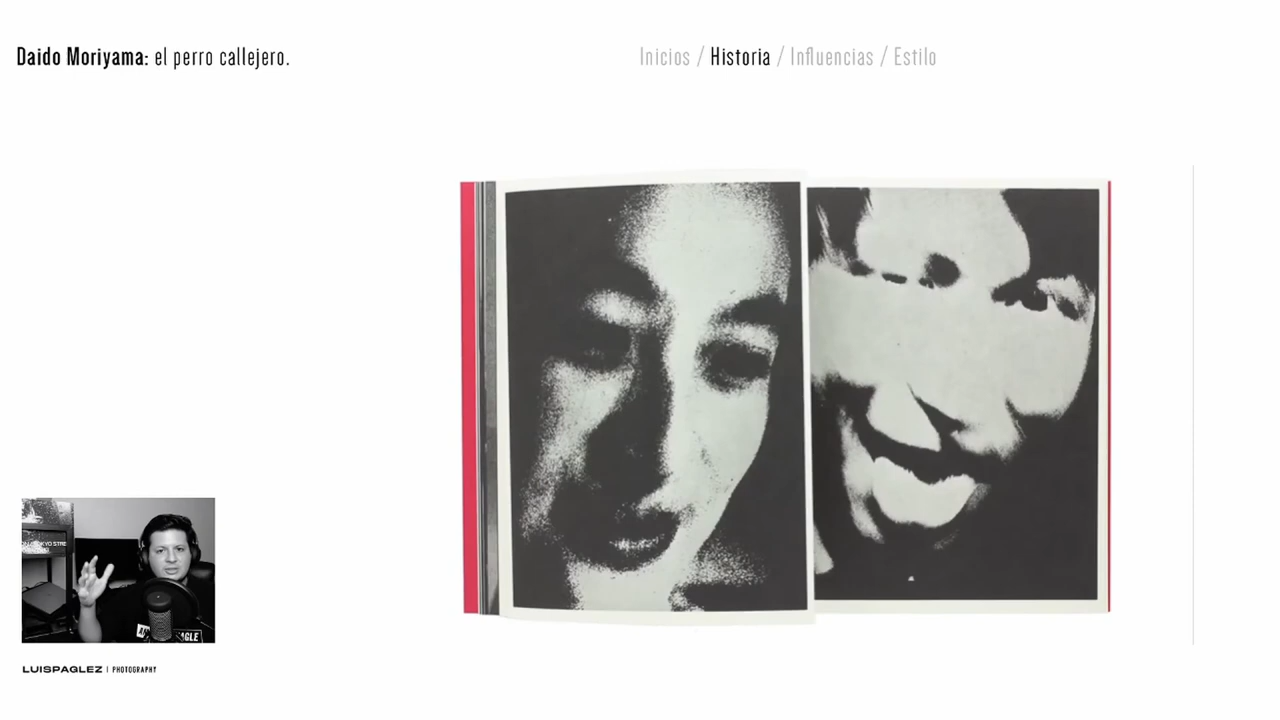 Daido Moriyama: el perro callejero.
Inicios / Historia / Influencias / Estilo
LUISPAGLEZ | PHOTOGRAPHY